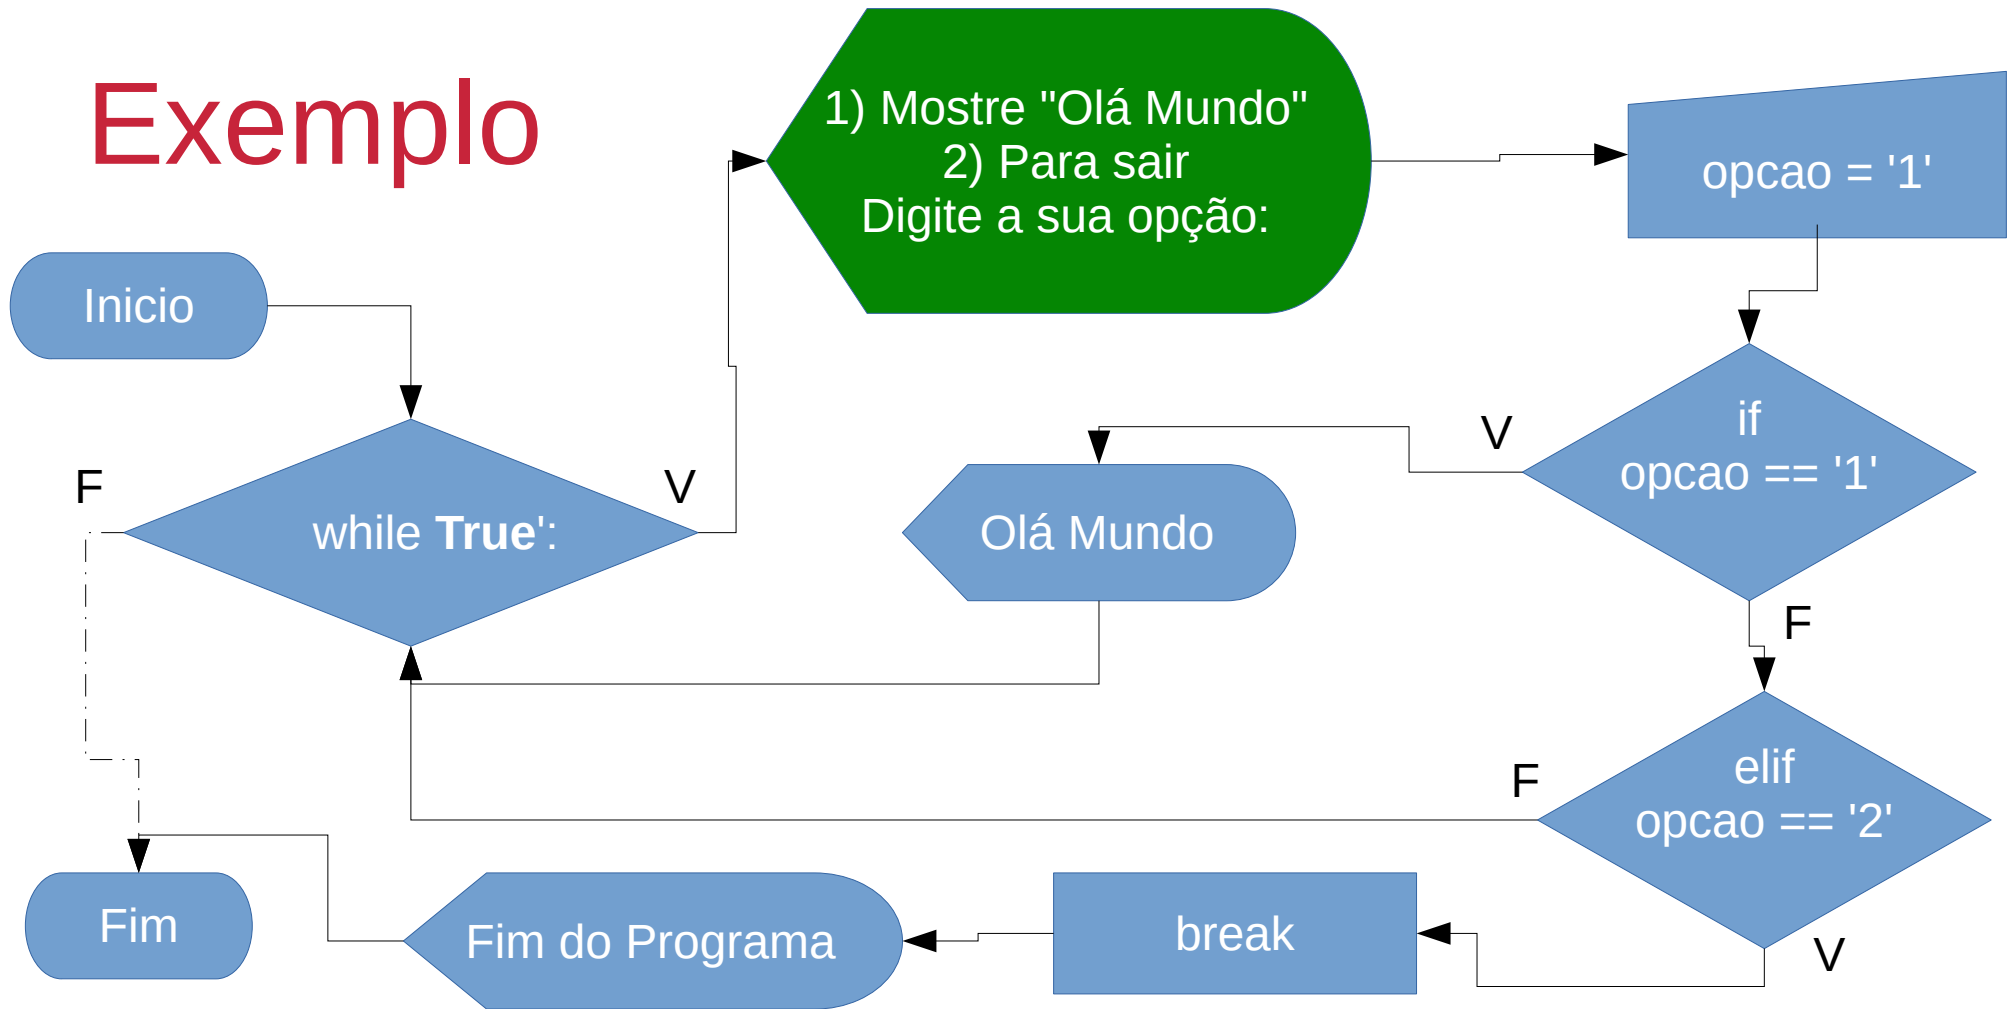 Exemplo
1) Mostre "Olá Mundo"
2) Para sair
Digite a sua opção:
opcao = '1'
Inicio
if
opcao == '1'
V
F
V
while True':
Olá Mundo
F
elif
opcao == '2'
F
Fim
Fim do Programa
break
V